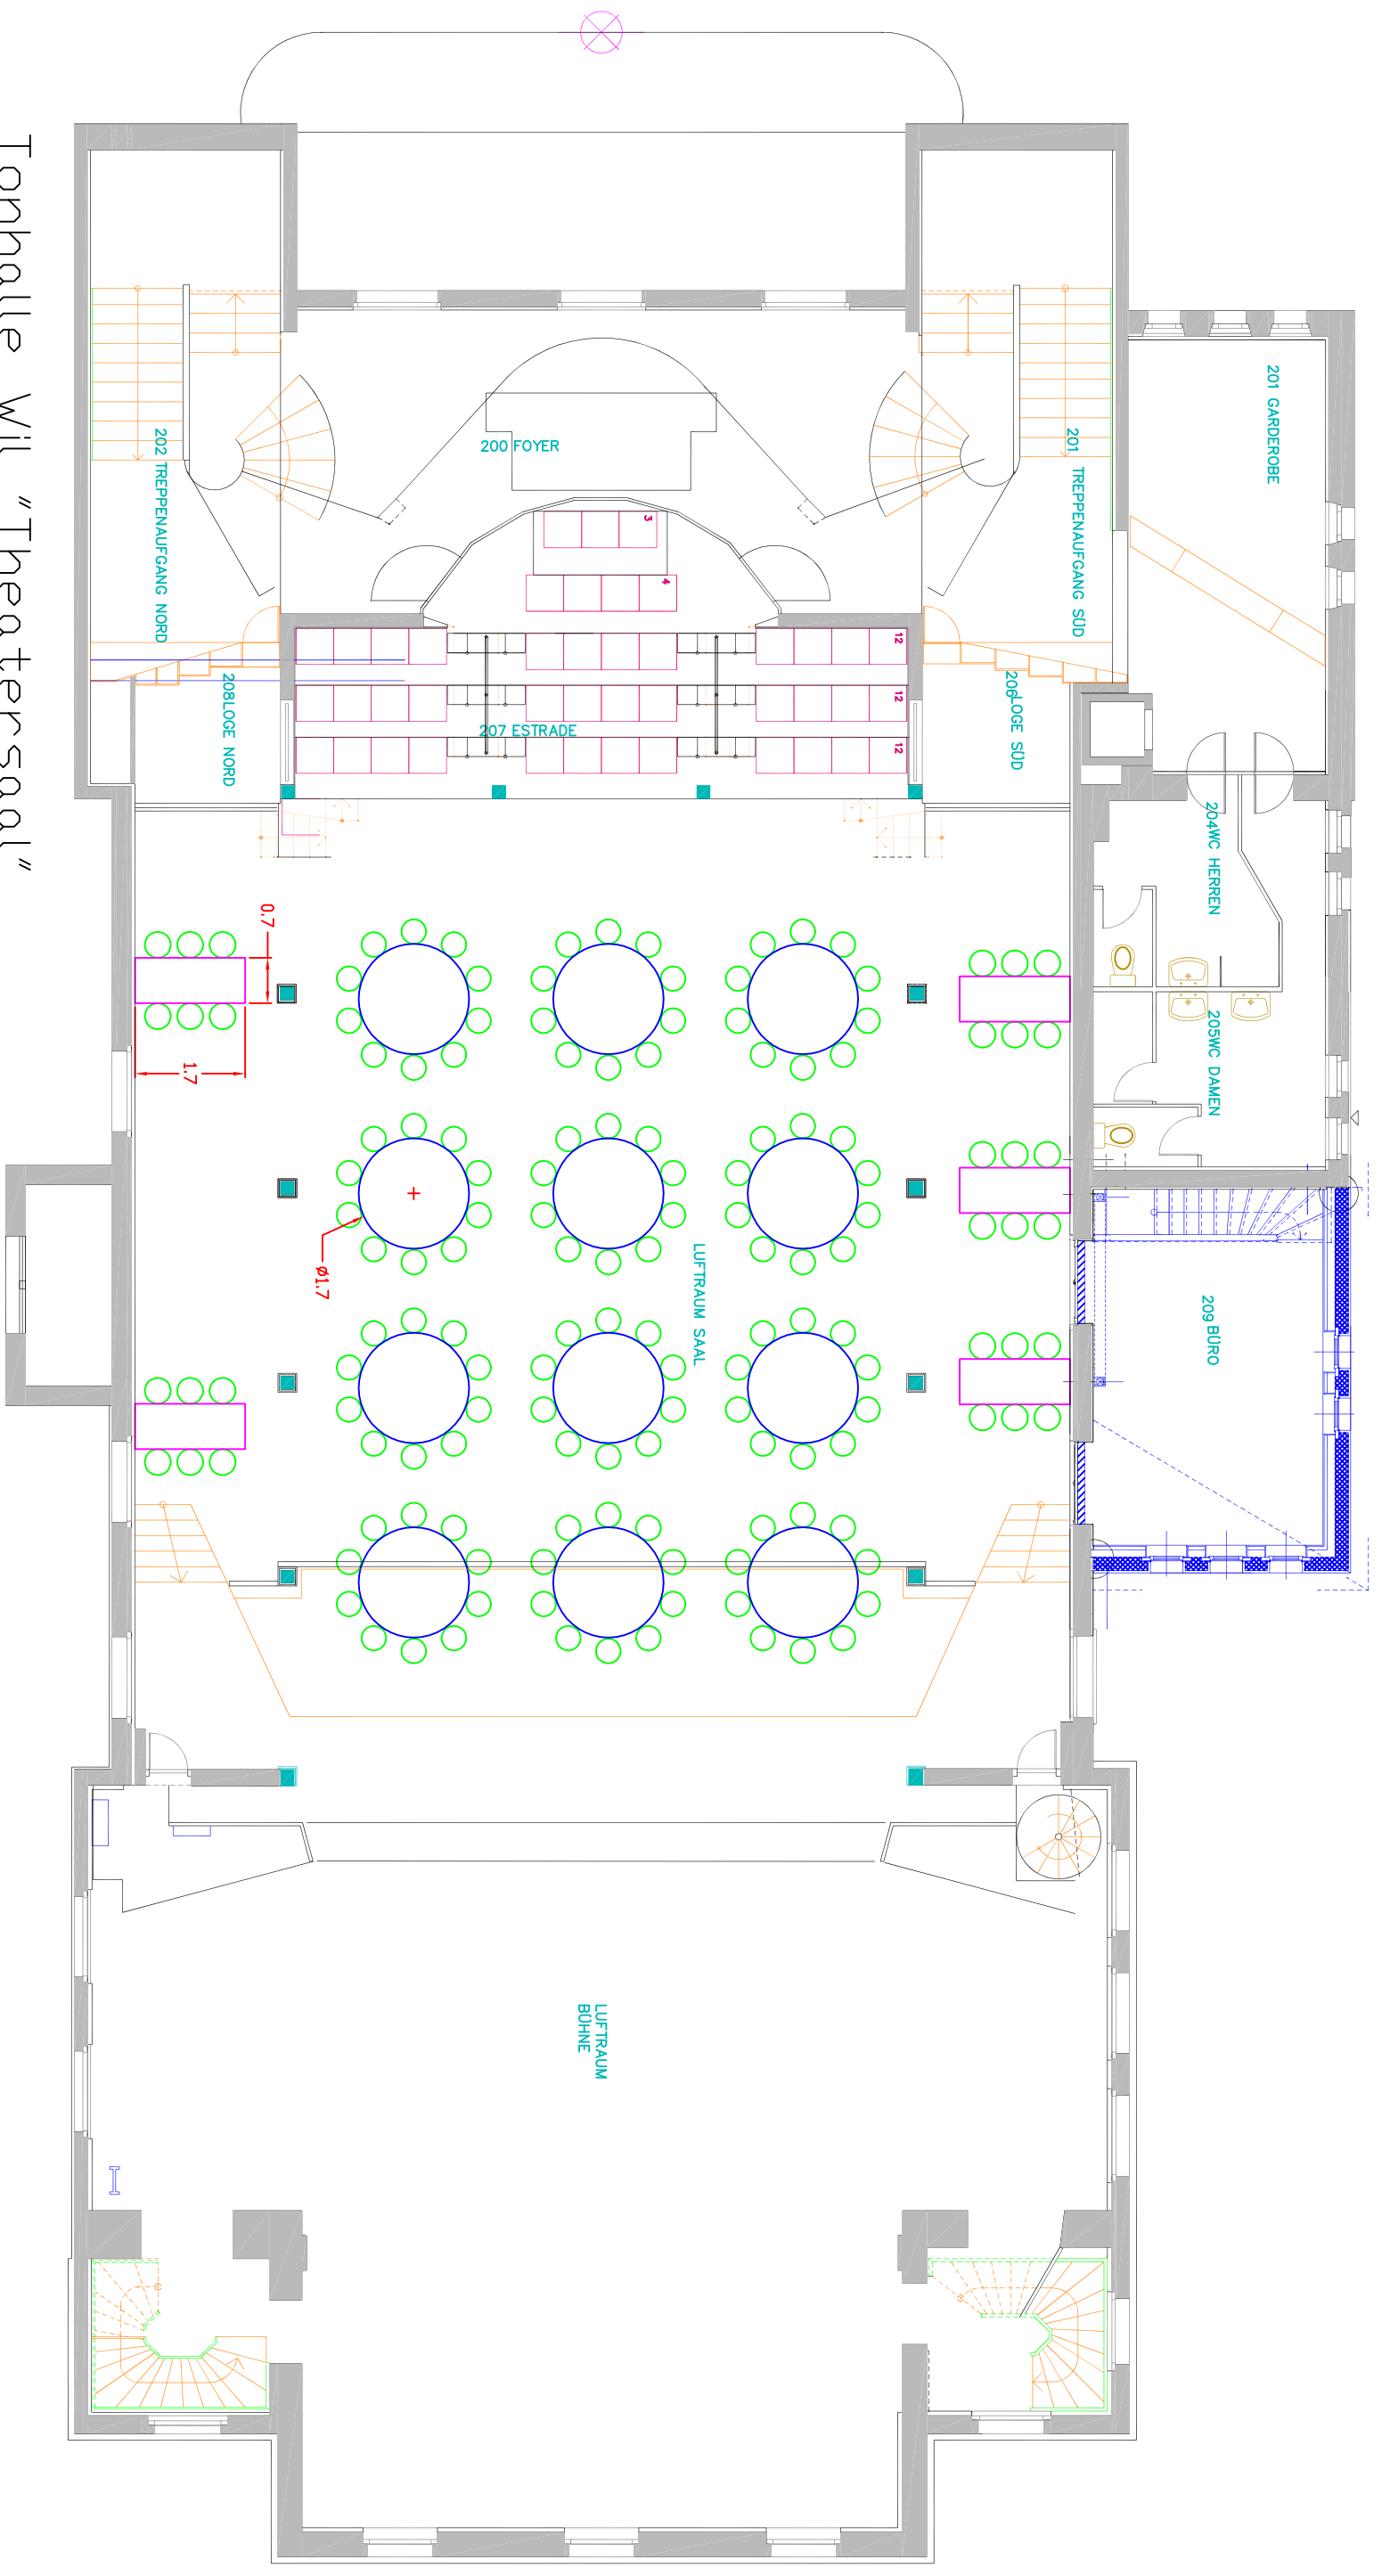 Tonhalle Wil "Theatersaal"
201 GARDEROBE
201 TREPPENAUFGANG SÜD
200 FOYER
202 TREPPENAUFGANG NORD
3
4
12
12
12
206LOGE SÜD
207 ESTRADE
208LOGE NORD
204WC HERREN
205WC DAMEN
0.7
1.7
Ø1.7
LUFTRAUM SAAL
209 BÜRO
LUFTRAUM
BÜHNE